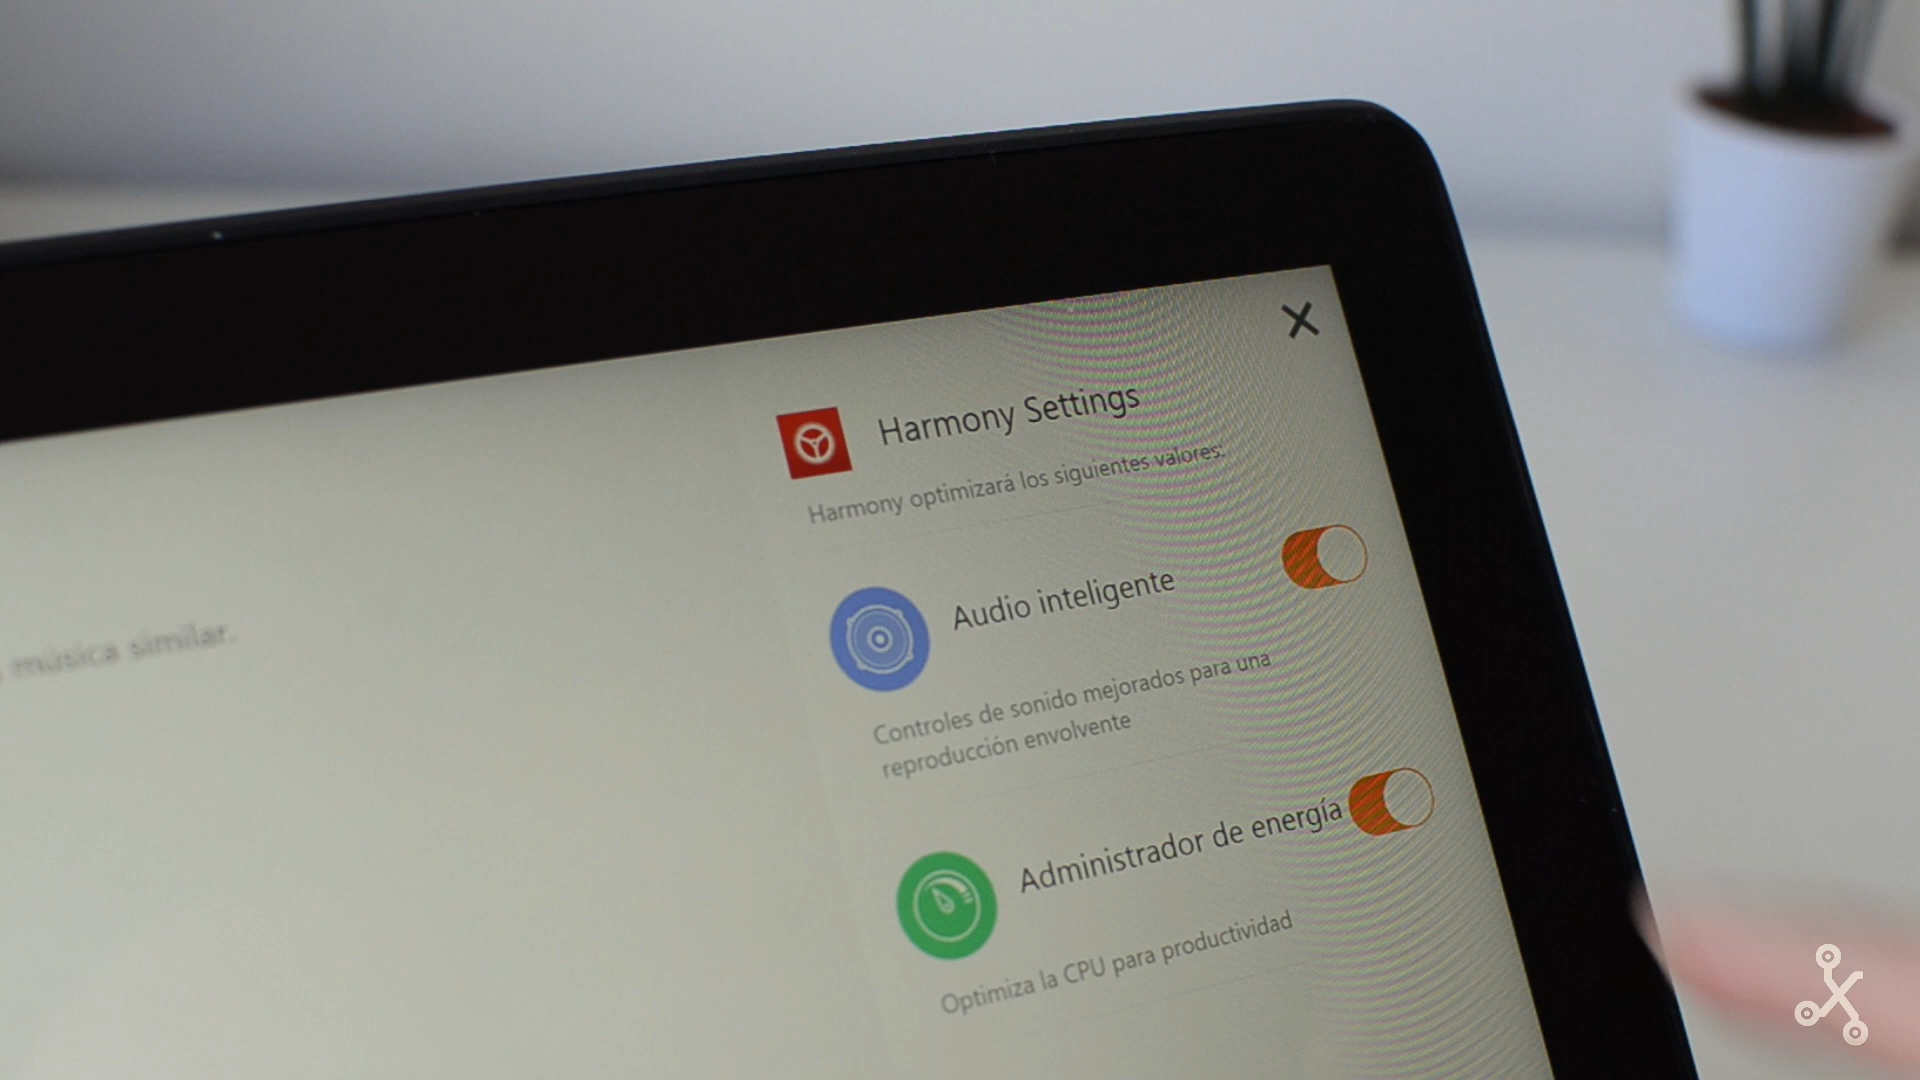 Harmony Settings
Harmony optimizará los siguientes valores:
música similar.
Audio inteligente
Controles de sonido mejorados para una
reproducción envolvente
Administrador de energía
Optimiza la CPU para productividad